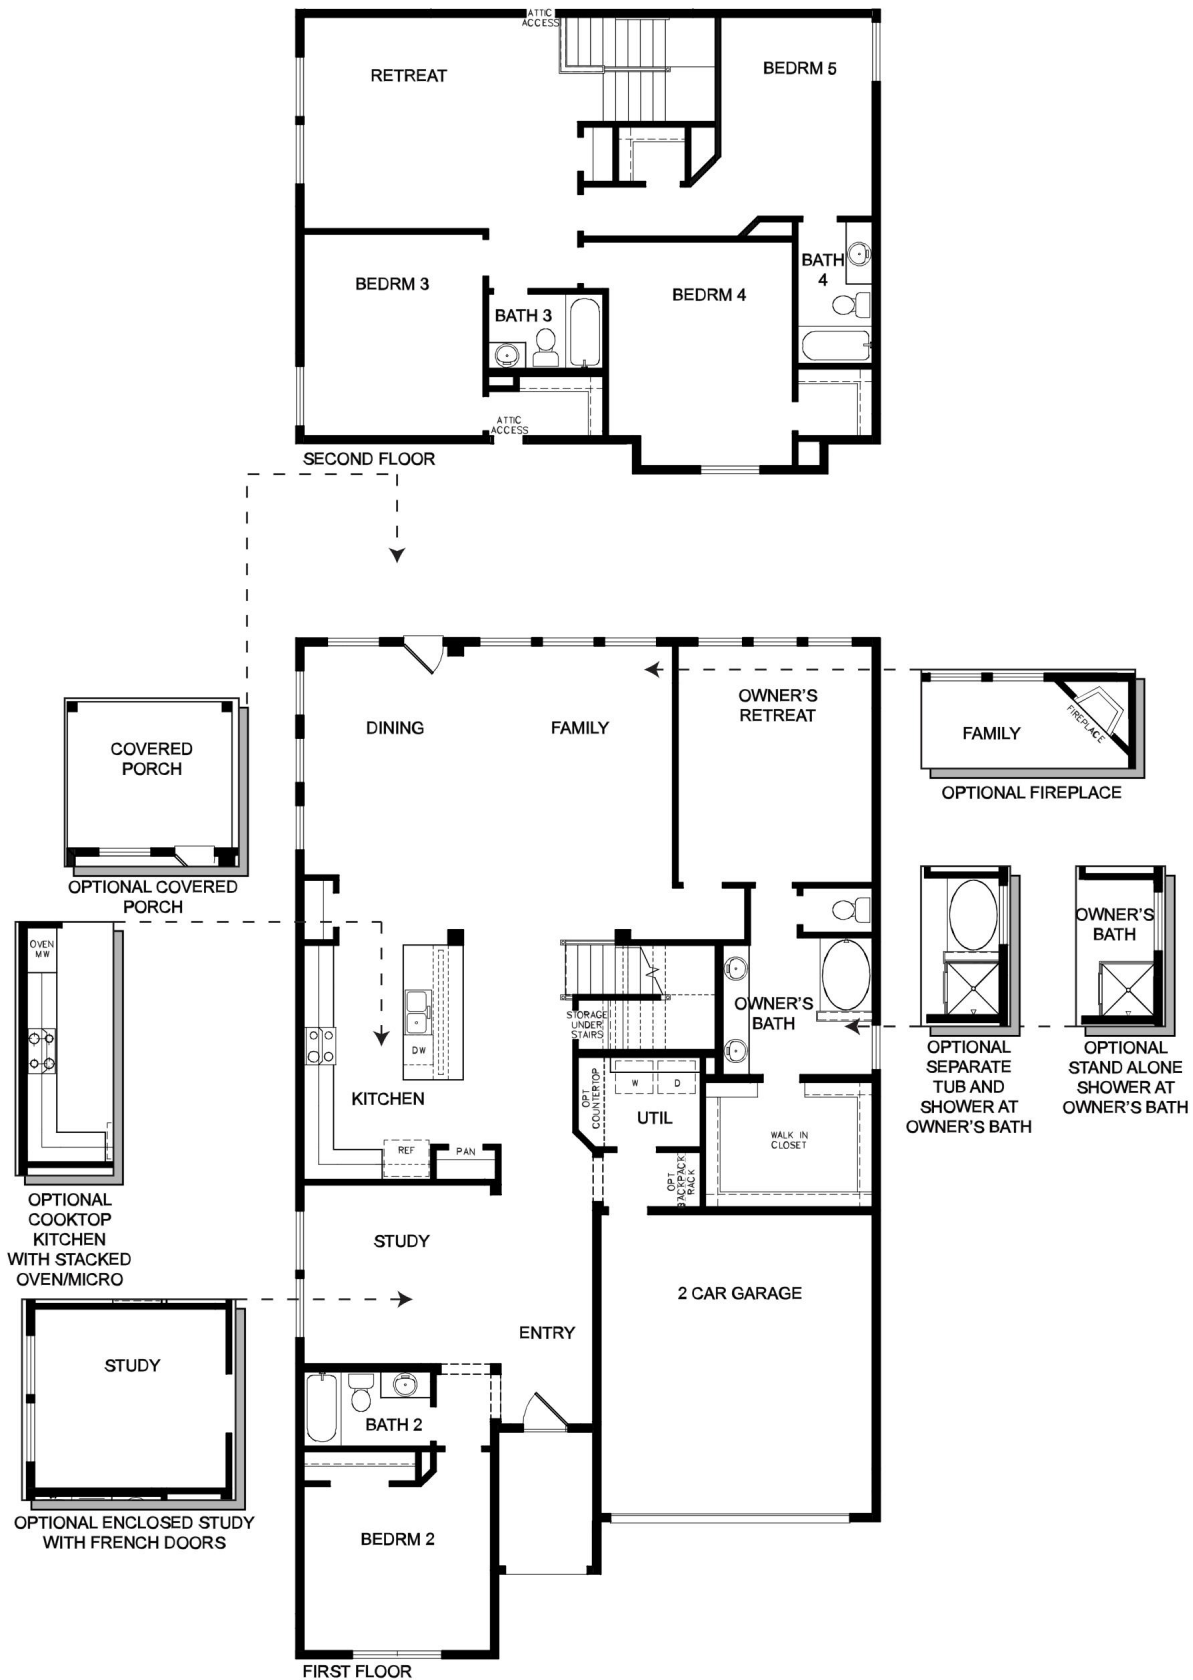 ATTIC
ACCESS
RETREAT
BEDRM 5
BEDRM 3
BEDRM 4
BATH
4
BATH 3
ATTIC
ACCESS
SECOND FLOOR
DINING
FAMILY
OWNER'S
RETREAT
COVERED
PORCH
OPTIONAL COVERED
PORCH
FAMILY
FIREPLACE
OPTIONAL FIREPLACE
OVEN
MW
OPTIONAL
COOKTOP
KITCHEN
WITH STACKED
OVEN/MICRO
DW
KITCHEN
REF
PAN
STORAGE
UNDER
STAIRS
OWNER'S
BATH
OPT
COUNTERTOP
W
D
UTIL
OPT
BACKPACK
RACK
WALK IN
CLOSET
OPTIONAL
SEPARATE
TUB AND
SHOWER AT
OWNER'S BATH
OWNER'S
BATH
OPTIONAL
STAND ALONE
SHOWER AT
OWNER'S BATH
STUDY
ENTRY
2 CAR GARAGE
STUDY
OPTIONAL ENCLOSED STUDY
WITH FRENCH DOORS
BATH 2
BEDRM 2
FIRST FLOOR